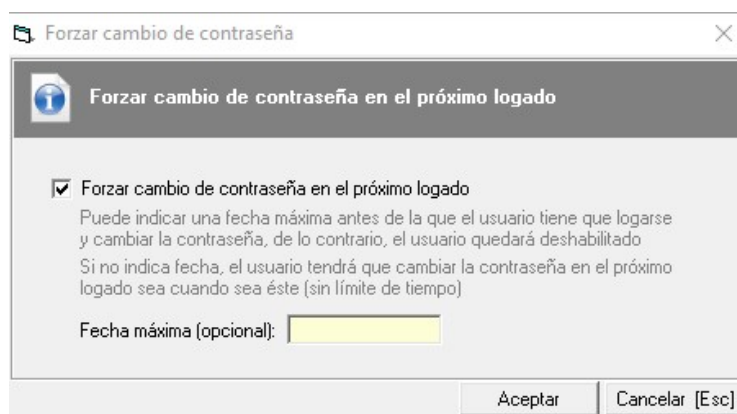 Forzar cambio de contraseña
Forzar cambio de contraseña en el próximo logado
Forzar cambio de contraseña en el próximo logado
Puede indicar una fecha máxima antes de la que el usuario tiene que logarse
y cambiar la contraseña, de lo contrario, el usuario quedará deshabilitado
Si no indica fecha, el usuario tendrá que cambiar la contraseña en el próximo
logado sea cuando sea éste (sin límite de tiempo)
Fecha máxima (opcional):
Aceptar
Cancelar [Esc]